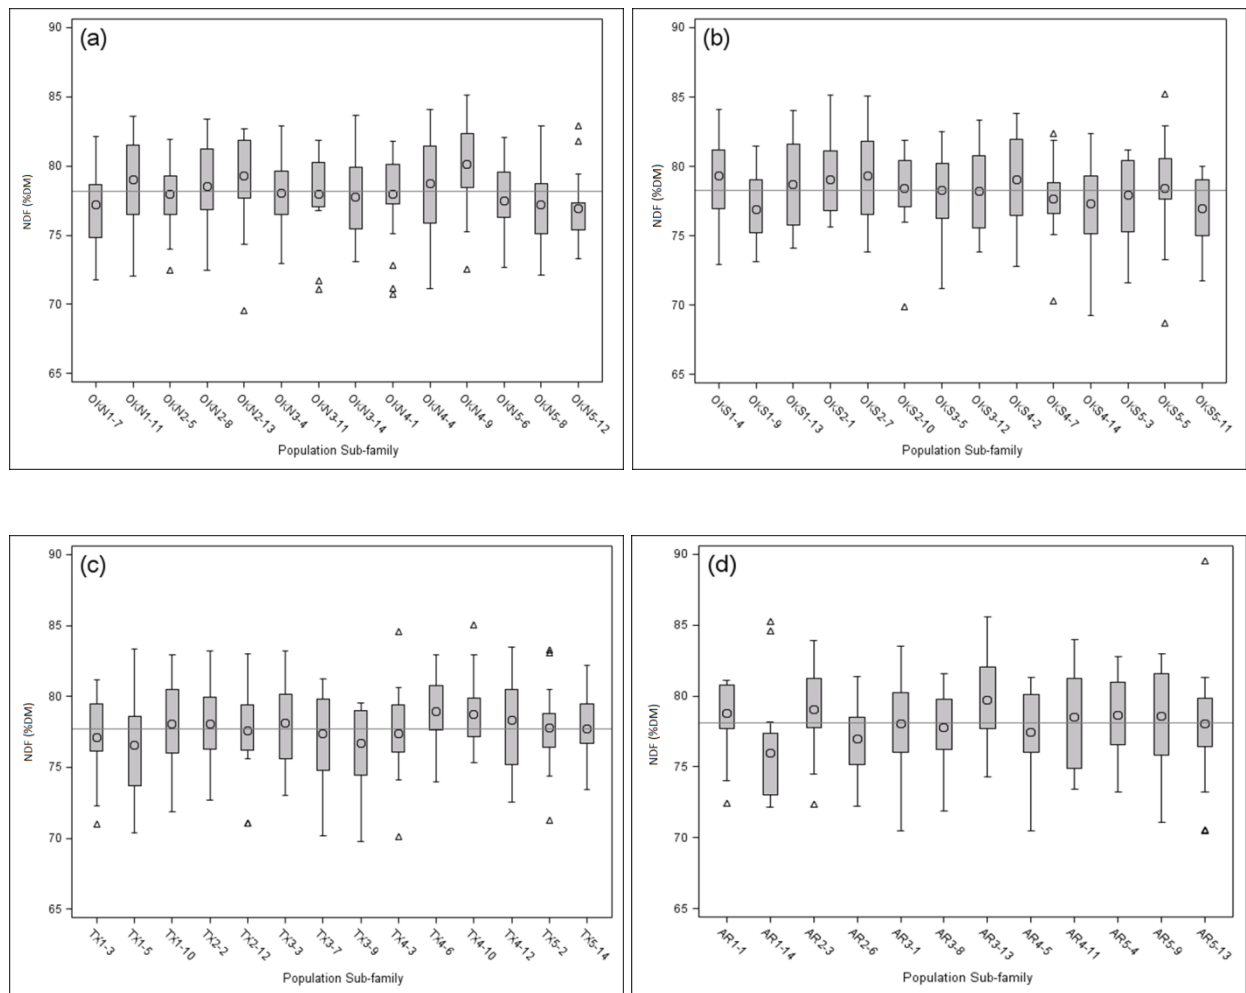 (a)
90
85
80
75
70
65
NDF (%DM)
OKN1-7
OKN1-11
OKN2-5
OKN2-8
OKN2-13
OKN3-4
OKN3-11
OKN3-14
OKN4-1
OKN4-4
OKN4-9
OKN5-6
OKN5-8
OKN5-12
Population Sub-family
(b)
90
85
80
75
70
65
NDF (%DM)
OKS1-4
OKS1-9
OKS1-13
OKS2-1
OKS2-7
OKS2-10
OKS3-5
OKS3-12
OKS4-2
OKS4-7
OKS4-14
OKS5-3
OKS5-5
OKS5-11
Population Sub-family
(c)
90
85
80
75
70
65
NDF (%DM)
TX1-3
TX1-5
TX1-10
TX2-2
TX2-12
TX3-3
TX3-7
TX3-9
TX4-3
TX4-6
TX4-10
TX4-12
TX5-2
TX5-14
Population Sub-family
(d)
90
85
80
75
70
65
NDF (%DM)
AR1-1
AR1-14
AR2-3
AR2-6
AR3-1
AR3-8
AR3-13
AR4-5
AR4-11
AR5-4
AR5-9
AR5-13
Population Sub-family